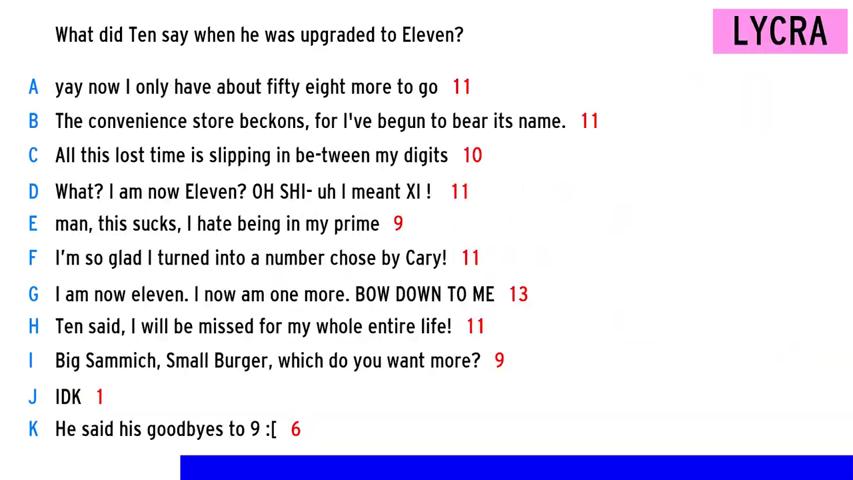 What did Ten say when he was upgraded to Eleven?
LYCRA
A yay now I only have about fifty eight more to go 11
B The convenience store beckons, for I've begun to bear its name. 11
C All this lost time is slipping in be-tween my digits 10
D What? I am now Eleven? OH SHI- uh I meant XI ! 11
E man, this sucks, I hate being in my prime 9
F I'm so glad I turned into a number chose by Cary! 11
G I am now eleven. I now am one more. BOW DOWN TO ME 13
H Ten said, I will be missed for my whole entire life! 11
I Big Sammich, Small Burger, which do you want more? 9
J IDK 1
K He said his goodbyes to 9 :[ 6